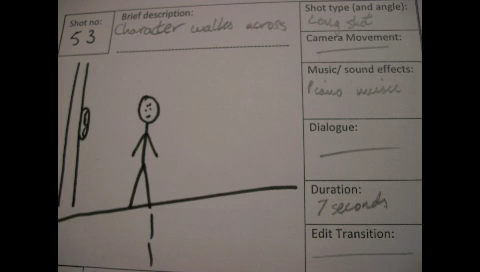 Shot no:
53
Brief description:
Character walks across
Shot type (and angle):
Long shot
Camera Movement:
Music/ sound effects:
Piano music
Dialogue:
Duration:
7 seconds
Edit Transition: